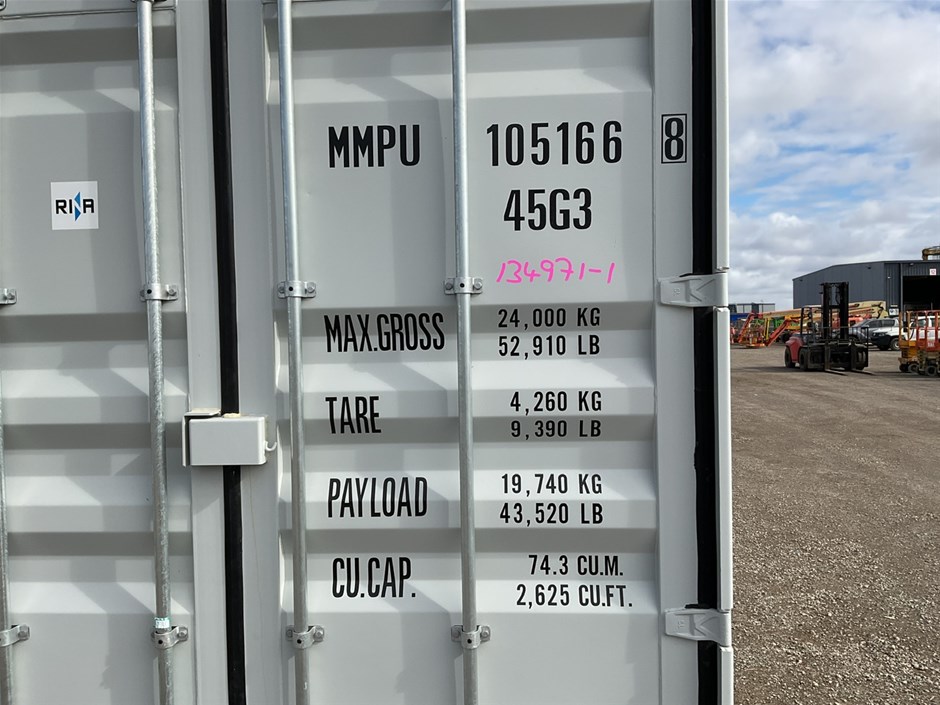 MMPU 105166 8
45G3
RINA
134971-1
MAX.GROSS 24,000 KG
52,910 LB
TARE 4,260 KG
9,390 LB
PAYLOAD 19,740 KG
43,520 LB
CU.CAP. 74.3 CU.M.
2,625 CU.FT.